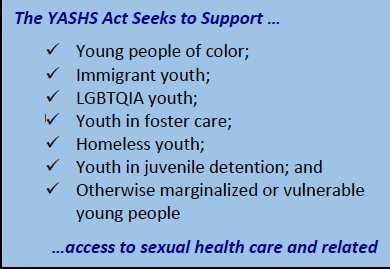 The YASHS Act Seeks to Support ...
✓ Young people of color;
✓ Immigrant youth;
✓ LGBTQIA youth;
✓ Youth in foster care;
✓ Homeless youth;
✓ Youth in juvenile detention; and
✓ Otherwise marginalized or vulnerable
young people
...access to sexual health care and related